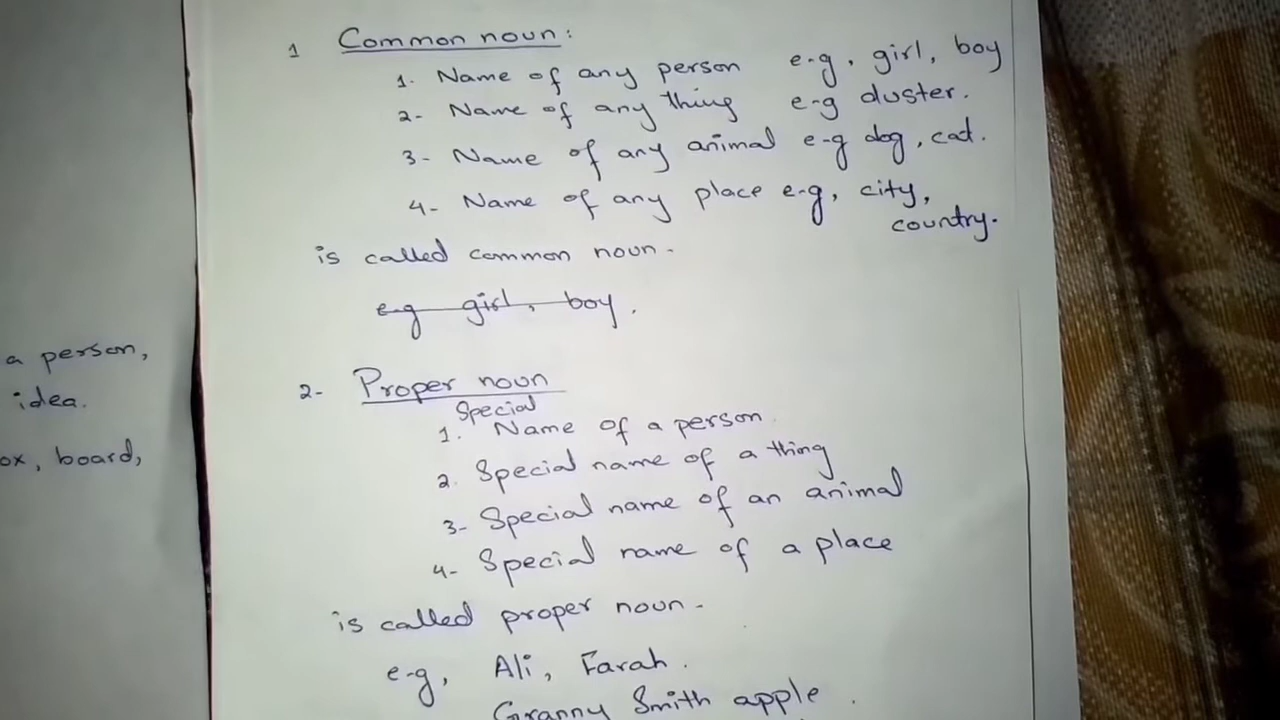 a person,
idea.
ox, board,
1 Common noun:
1. Name of any person e-g, girl, boy
2- Name of any thing e-g duster.
3- Name of any animal e-g dog, cat.
4- Name of any place e-g, city,
country.
is called common noun-
e-g girl, boy.
2- Proper noun
Special
1. Name of a person
2. Special name of a thing
3- Special name of an animal
4- Special name of a place
is called proper noun-
e-g, Ali, Farah.
Granny Smith apple.